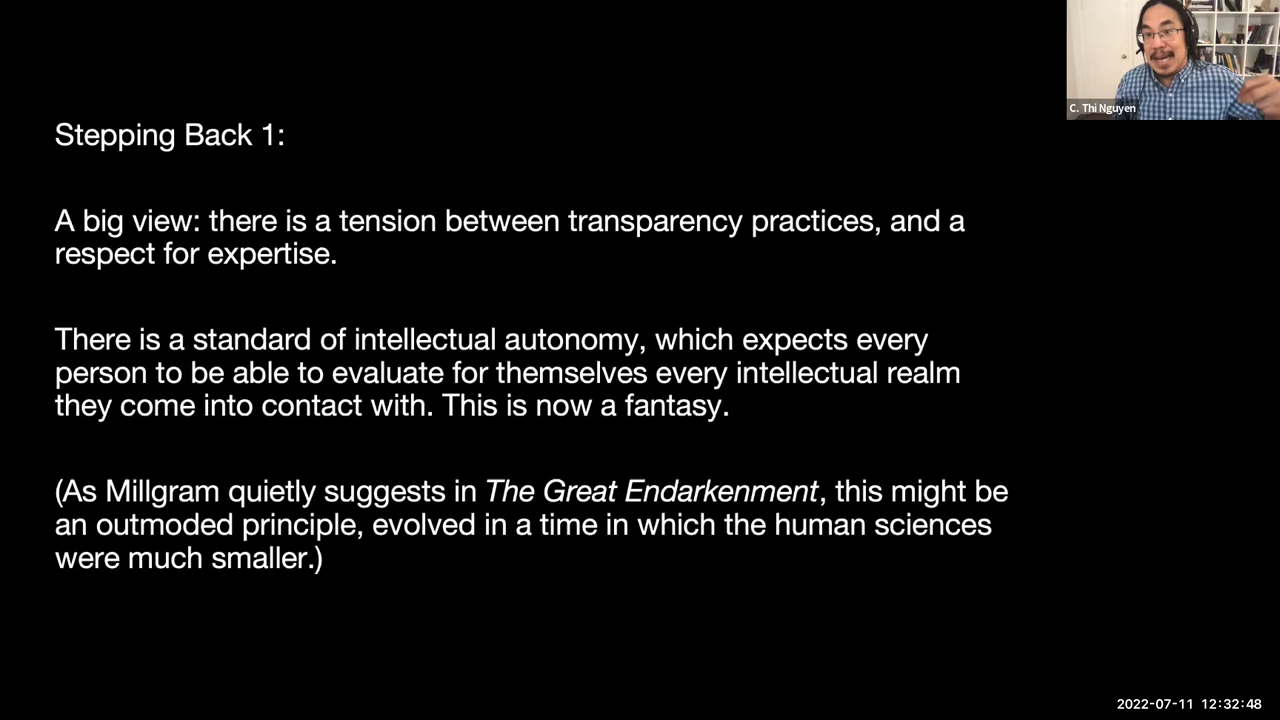 C. Thi Nguyen
Stepping Back 1:
A big view: there is a tension between transparency practices, and a
respect for expertise.
There is a standard of intellectual autonomy, which expects every
person to be able to evaluate for themselves every intellectual realm
they come into contact with. This is now a fantasy.
(As Millgram quietly suggests in The Great Endarkenment, this might be
an outmoded principle, evolved in a time in which the human sciences
were much smaller.)
2022-07-11 12:32:48